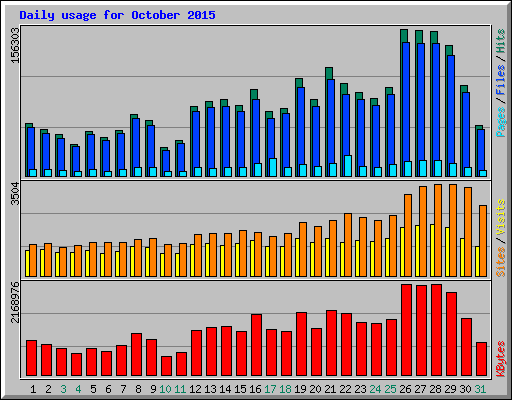 Daily usage for October 2015
156303
Pages / Files / Hits
3504
Sites / Visits
2168976
KBytes
1 2 3 4 5 6 7 8 9 10 11 12 13 14 15 16 17 18 19 20 21 22 23 24 25 26 27 28 29 30 31